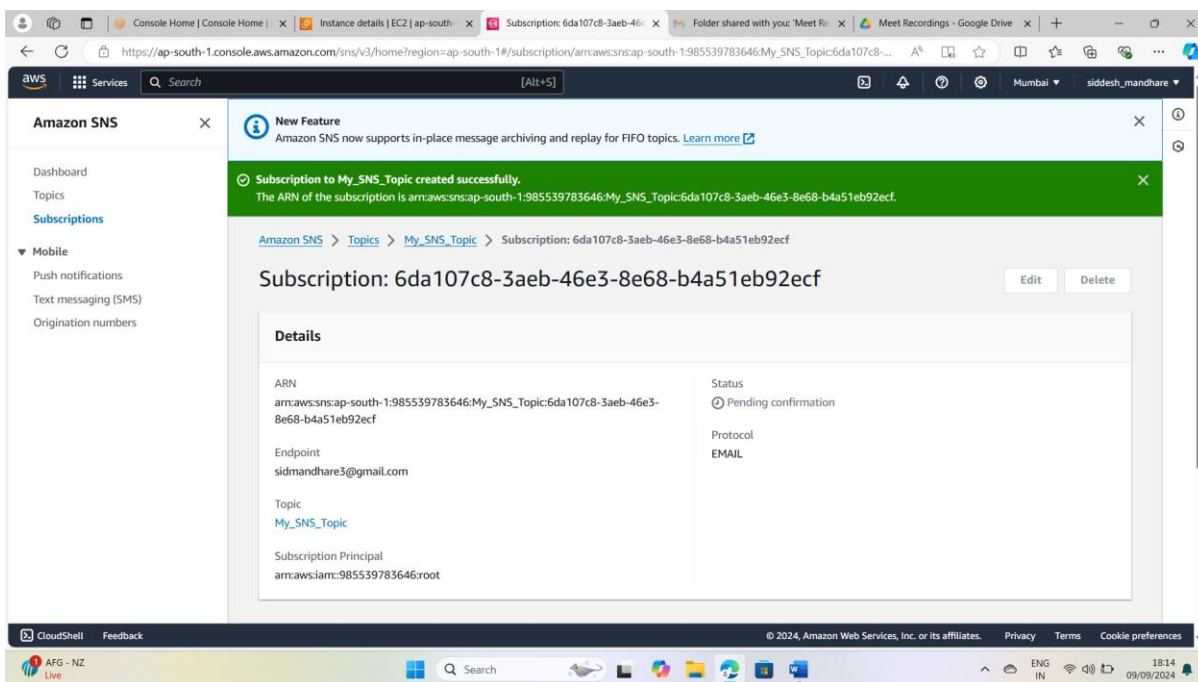 Console Home | Console Home |
Instance details | EC2 | ap-south-
Subscription: 6da107c8-3aeb-46
Folder shared with you: 'Meet Re
Meet Recordings - Google Drive
https://ap-south-1.console.aws.amazon.com/sns/v3/home?region=ap-south-1#/subscription/arn:aws:sns:ap-south-1:985539783646:My_SNS_Topic:6da107c8-...
aws
Services
Search
[Alt+S]
Mumbai
siddesh_mandhare
Amazon SNS
Dashboard
Topics
Subscriptions
Mobile
Push notifications
Text messaging (SMS)
Origination numbers
New Feature
Amazon SNS now supports in-place message archiving and replay for FIFO topics. Learn more
Subscription to My_SNS_Topic created successfully.
The ARN of the subscription is arn:aws:sns:ap-south-1:985539783646:My_SNS_Topic:6da107c8-3aeb-46e3-8e68-b4a51eb92ecf.
Amazon SNS > Topics > My_SNS_Topic > Subscription: 6da107c8-3aeb-46e3-8e68-b4a51eb92ecf
Subscription: 6da107c8-3aeb-46e3-8e68-b4a51eb92ecf
Edit
Delete
Details
ARN
arn:aws:sns:ap-south-1:985539783646:My_SNS_Topic:6da107c8-3aeb-46e3-
8e68-b4a51eb92ecf
Endpoint
sidmandhare3@gmail.com
Topic
My_SNS_Topic
Subscription Principal
arn:aws:iam::985539783646:root
Status
Pending confirmation
Protocol
EMAIL
CloudShell
Feedback
© 2024, Amazon Web Services, Inc. or its affiliates.
Privacy
Terms
Cookie preferences
1
AFG - NZ
Live
Search
ENG
IN
18:14
09/09/2024